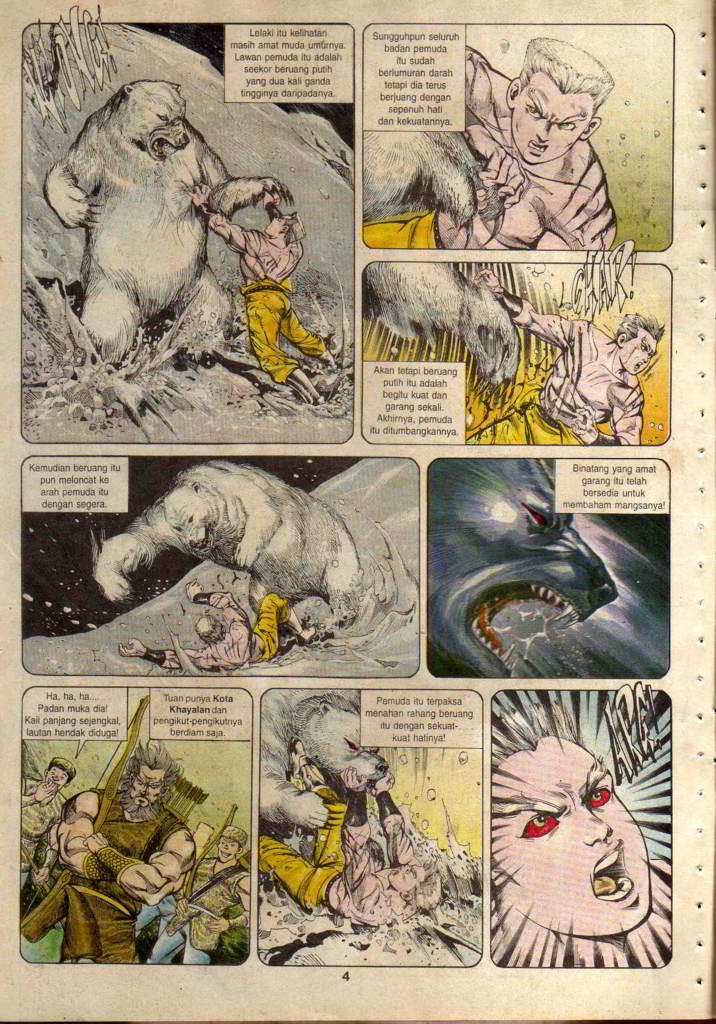 Lelaki itu kelihatan
masih amat muda umurnya.
Lawan pemuda itu adalah
seekor beruang putih
yang dua kali ganda
tingginya daripadanya.
Sungguhpun seluruh
badan pemuda
itu sudah
berlumuran darah
tetapi dia terus
berjuang dengan
sepenuh hati
dan kekuatannya.
Akan tetapi beruang
putih itu adalah
begitu kuat dan
garang sekali.
Akhirnya, pemuda
itu ditumbangkannya.
Kemudian beruang itu
pun meloncat ke
arah pemuda itu
dengan segera.
Binatang yang amat
garang itu telah
bersedia untuk
membaham mangsanya!
Ha, ha, ha....
Padan muka dia!
Kaii panjang sejengkal,
lautan hendak diduga!
Tuan punya Kota
Khayalan dan
pengikut-pengikutnya
berdiam saja.
Pemuda itu terpaksa
menahan rahang beruang
itu dengan sekuat-
kuat hatinya!
4